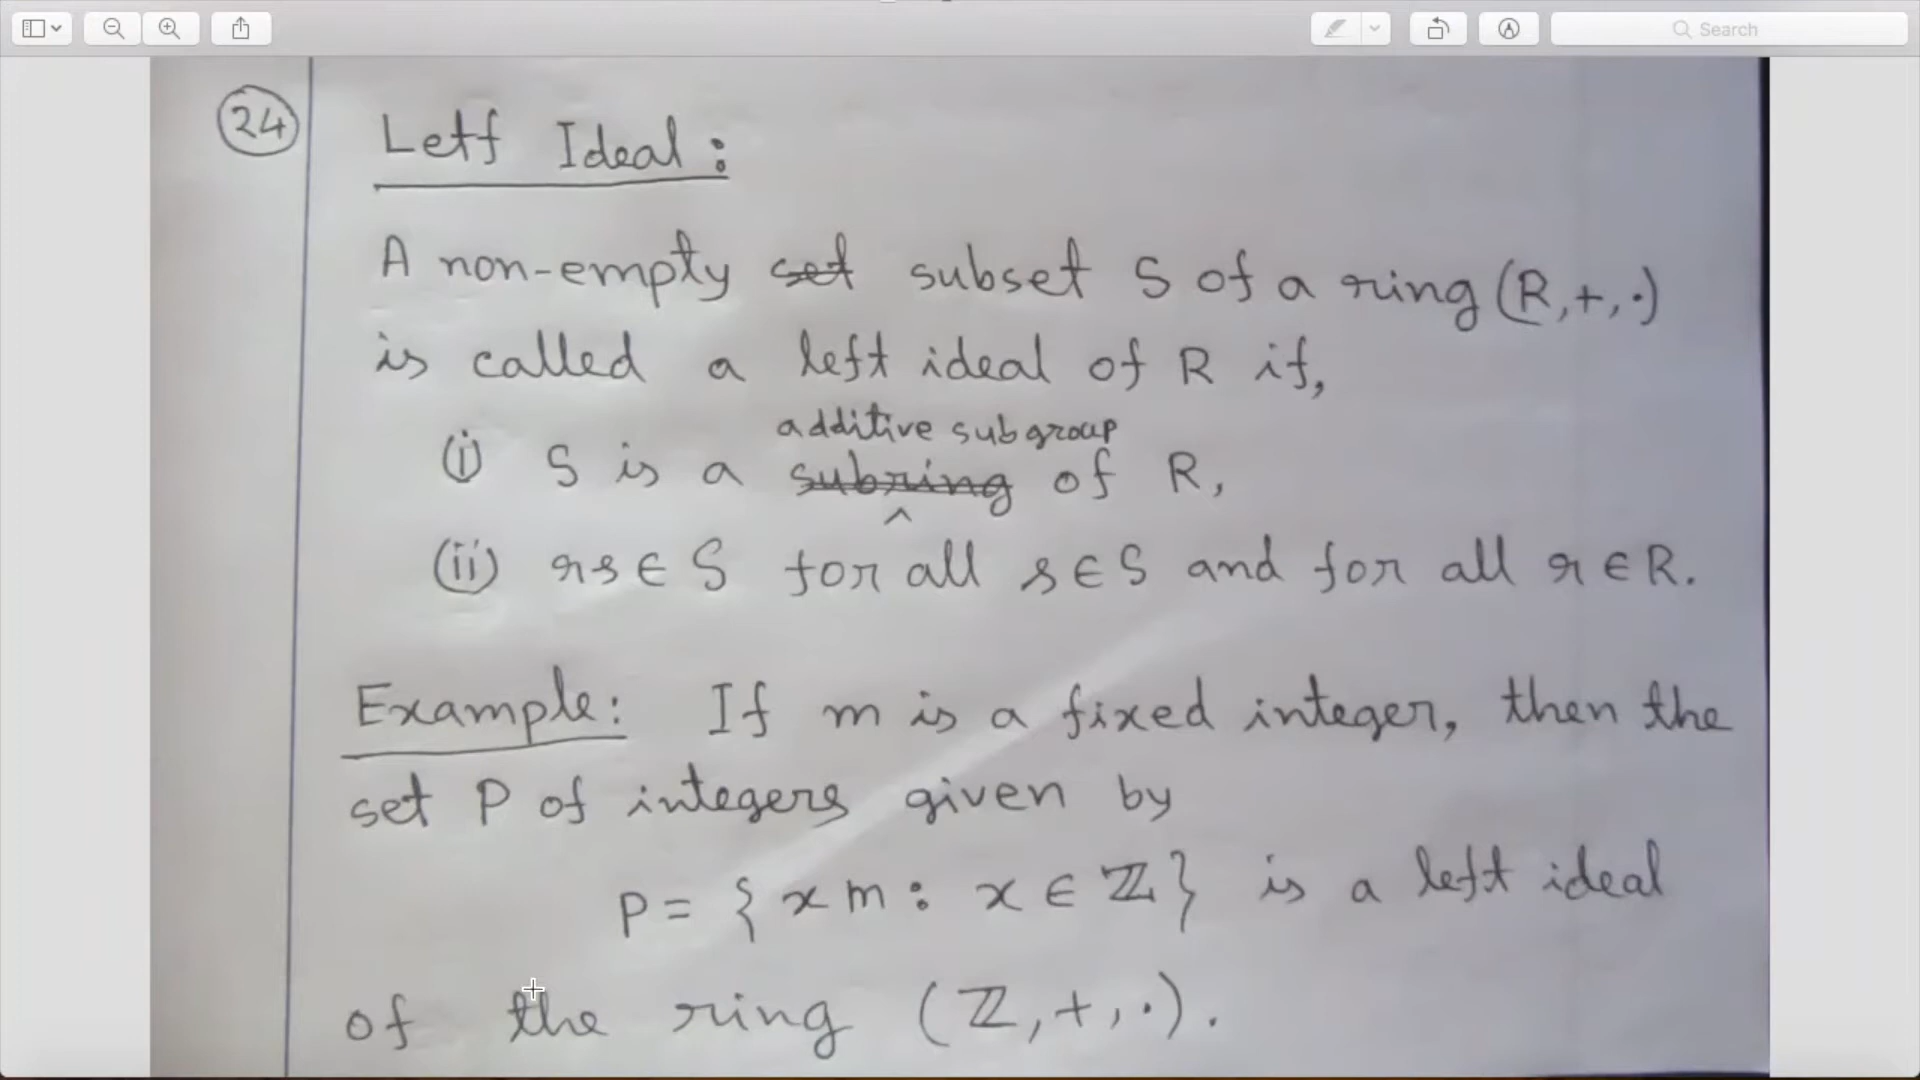 Search
24
Letf Ideal:
A non-empty set subset S of a ring (R,+,·)
is called a left ideal of R if,
additive subgroup
(i) S is a subring of R,
^
(ii) rs∈S for all s∈S and for all r∈R.
Example: If m is a fixed integer, then the
set P of integers given by
P = {xm : x ∈ ℤ} is a left ideal
of the ring (ℤ,+,·).